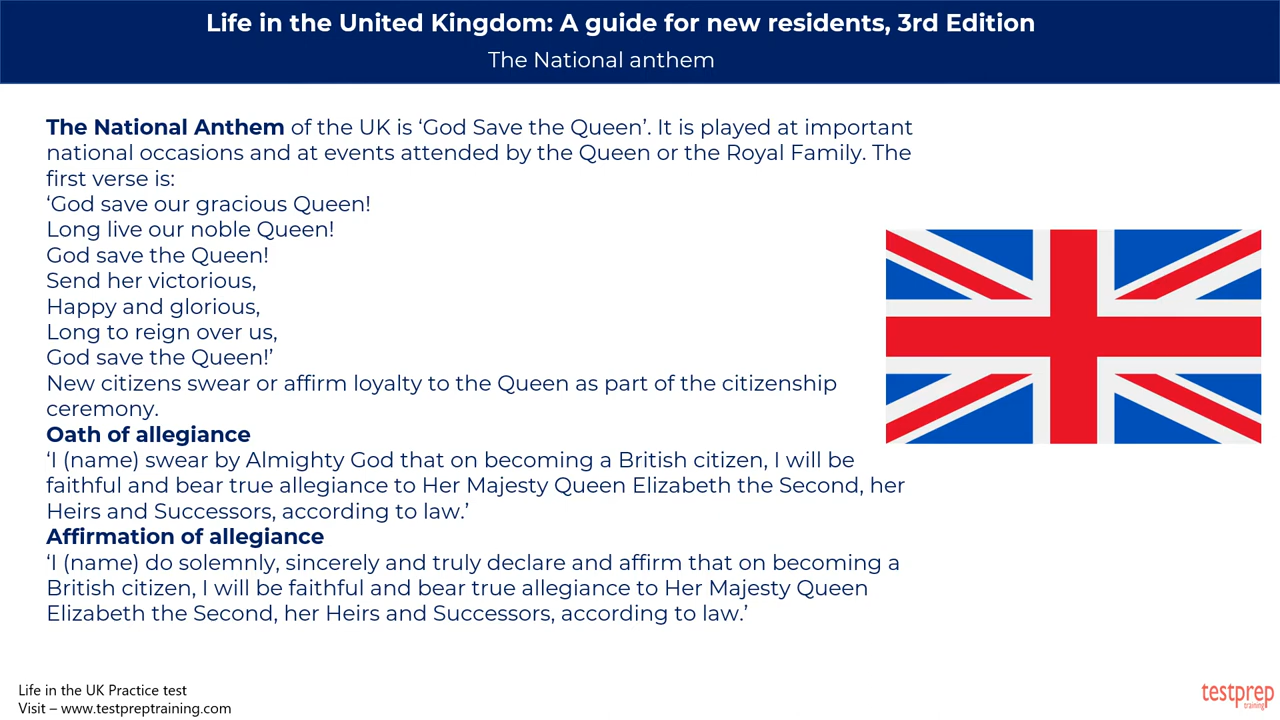 Life in the United Kingdom: A guide for new residents, 3rd Edition
The National anthem
The National Anthem of the UK is ‘God Save the Queen’. It is played at important
national occasions and at events attended by the Queen or the Royal Family. The
first verse is:
‘God save our gracious Queen!
Long live our noble Queen!
God save the Queen!
Send her victorious,
Happy and glorious,
Long to reign over us,
God save the Queen!’
New citizens swear or affirm loyalty to the Queen as part of the citizenship
ceremony.
Oath of allegiance
‘I (name) swear by Almighty God that on becoming a British citizen, I will be
faithful and bear true allegiance to Her Majesty Queen Elizabeth the Second, her
Heirs and Successors, according to law.’
Affirmation of allegiance
‘I (name) do solemnly, sincerely and truly declare and affirm that on becoming a
British citizen, I will be faithful and bear true allegiance to Her Majesty Queen
Elizabeth the Second, her Heirs and Successors, according to law.’
Life in the UK Practice test
Visit – www.testpreptraining.com
testprep
training